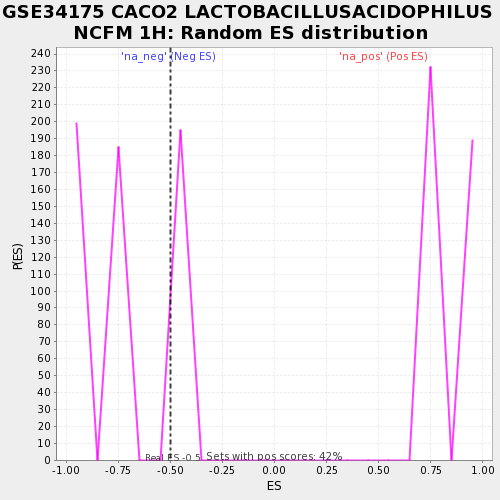 GSE34175 CACO2 LACTOBACILLUSACIDOPHILUS
NCFM 1H: Random ES distribution
'na_neg' (Neg ES)
'na_pos' (Pos ES)
P(ES)
240
230
220
210
200
190
180
170
160
150
140
130
120
110
100
90
80
70
60
50
40
30
20
10
0
Real ES -0.5
Sets with pos scores: 42%
-1.00 -0.75 -0.50 -0.25 0.00 0.25 0.50 0.75 1.00
ES